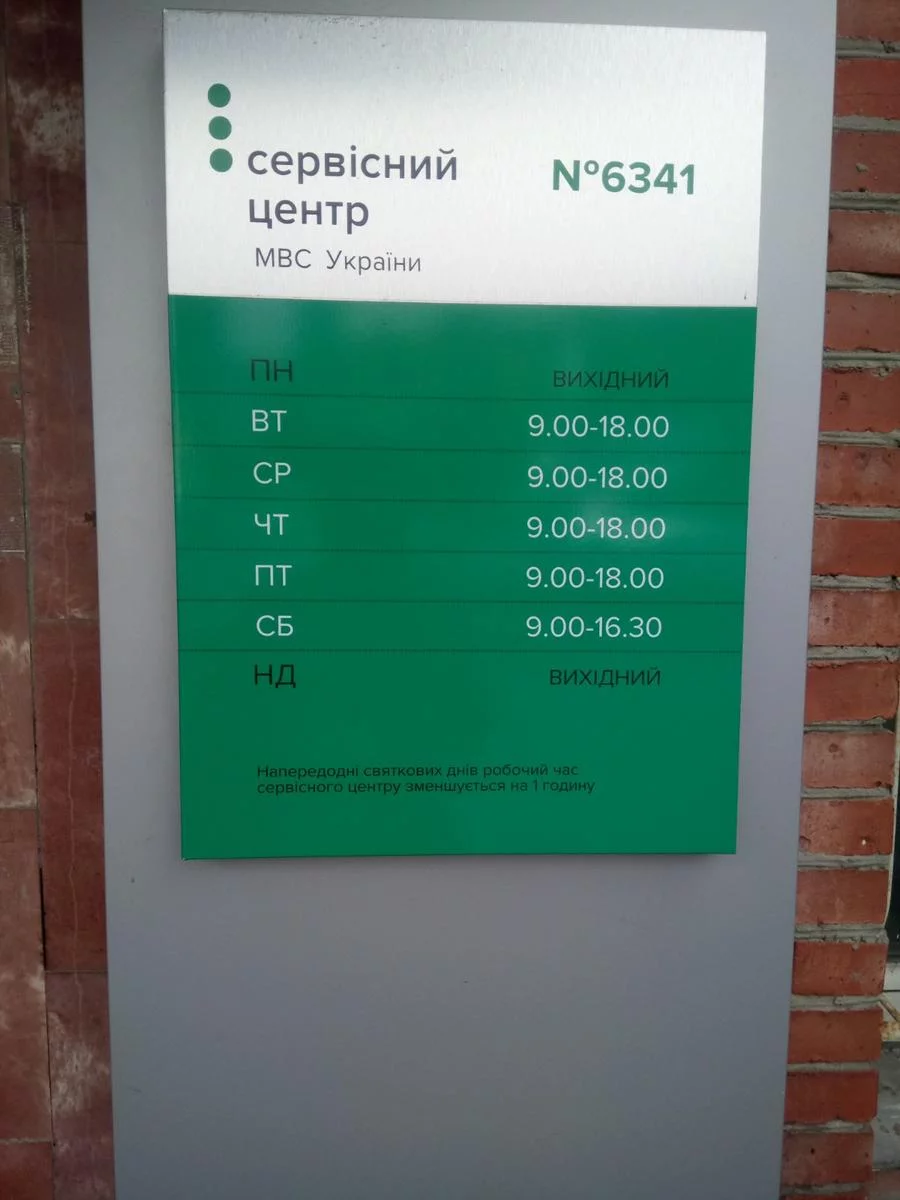 сервісний
центр
№6341
МВС України
ПН ВИХІДНИЙ
ВТ 9.00-18.00
СР 9.00-18.00
ЧТ 9.00-18.00
ПТ 9.00-18.00
СБ 9.00-16.30
НД ВИХІДНИЙ
Напередодні святкових днів робочий час
сервісного центру зменшується на 1 годину